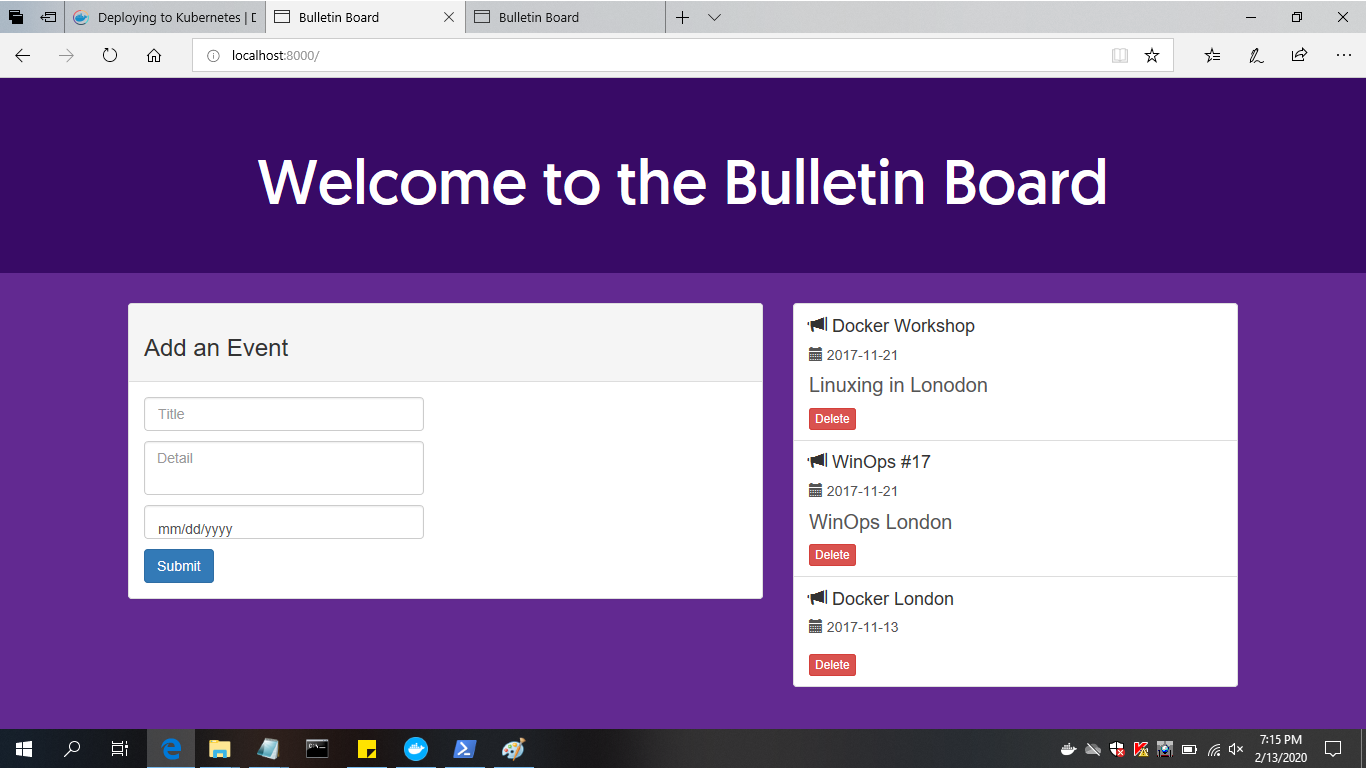 Deploying to Kubernetes | D
Bulletin Board
Bulletin Board
localhost:8000/
Welcome to the Bulletin Board
Add an Event
Title
Detail
mm/dd/yyyy
Submit
Docker Workshop
2017-11-21
Linuxing in Lonodon
Delete
WinOps #17
2017-11-21
WinOps London
Delete
Docker London
2017-11-13
Delete
7:15 PM
2/13/2020